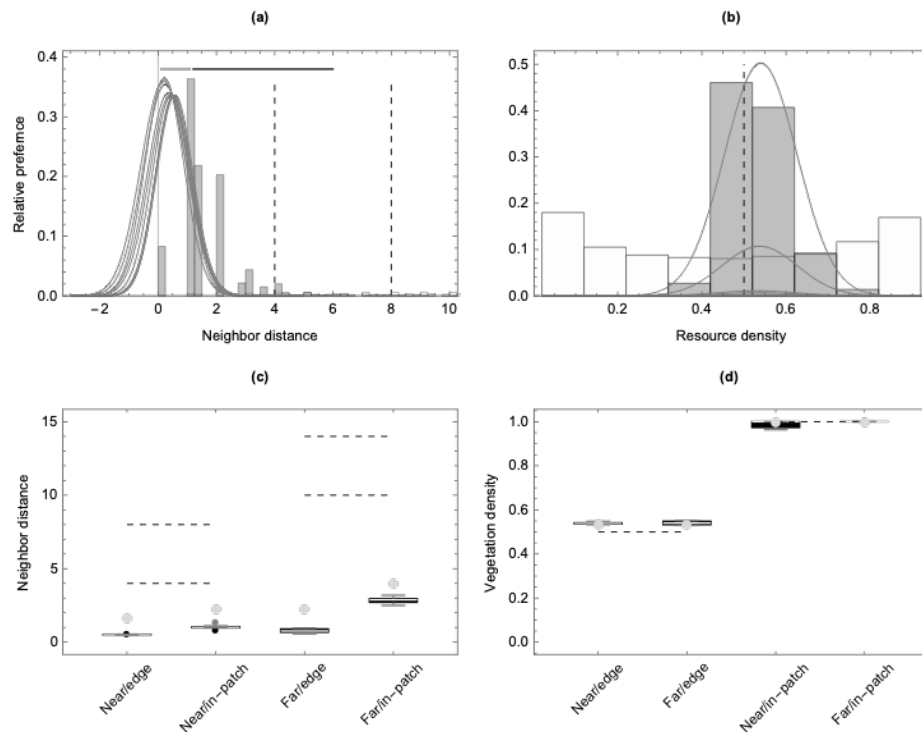 (a)
(b)
Relative prefernce
0.4
0.3
0.2
0.1
0.0
−2
0
2
4
6
8
10
Neighbor distance
0.5
0.4
0.3
0.2
0.1
0.0
0.2
0.4
0.6
0.8
Resource density
(c)
(d)
Neighbor distance
15
10
5
0
Near/edge
Near/in−patch
Far/edge
Far/in−patch
Vegetation density
1.0
0.8
0.6
0.4
0.2
0.0
Near/edge
Far/edge
Near/in−patch
Far/in−patch